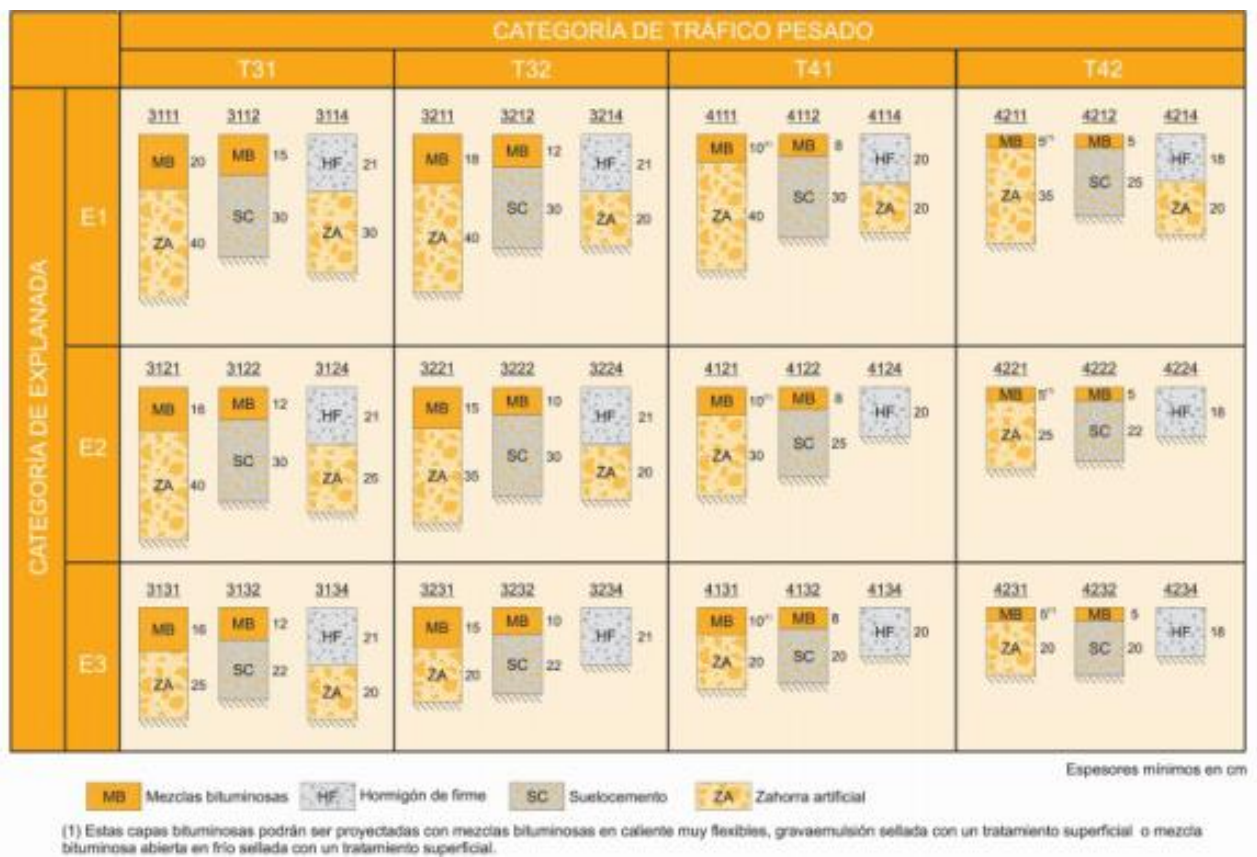 CATEGORÍA DE TRÁFICO PESADO
T31 T32 T41 T42
CATEGORÍA DE EXPLANADA
E1
3111 3112 3114 3211 3212 3214 4111 4112 4114 4211 4212 4214
MB 20 MB 15 HF 21 MB 18 MB 12 HF 21 MB 10(1) MB 8 HF 20 MB 5(1) MB 5 HF 18
ZA 40 SC 30 ZA 30 ZA 40 SC 30 ZA 20 ZA 40 SC 30 ZA 20 ZA 35 SC 25 ZA 20
E2
3121 3122 3124 3221 3222 3224 4121 4122 4124 4221 4222 4224
MB 16 MB 12 HF 21 MB 15 MB 10 HF 21 MB 10(1) MB 8 HF 20 MB 5(1) MB 5 HF 18
ZA 40 SC 30 ZA 25 ZA 35 SC 30 ZA 20 ZA 30 SC 25 ZA 25 SC 22
E3
3131 3132 3134 3231 3232 3234 4131 4132 4134 4231 4232 4234
MB 16 MB 12 HF 21 MB 15 MB 10 HF 21 MB 10(1) MB 8 HF 20 MB 5(1) MB 5 HF 18
ZA 25 SC 22 ZA 20 ZA 20 SC 22 ZA 20 SC 20 ZA 20 SC 20
Espesores mínimos en cm
MB Mezclas bituminosas HF Hormigón de firme SC Suelocemento ZA Zahorra artificial
(1) Estas capas bituminosas podrán ser proyectadas con mezclas bituminosas en caliente muy flexibles, gravaemulsión sellada con un tratamiento superficial o mezcla
bituminosa abierta en frío sellada con un tratamiento superficial.